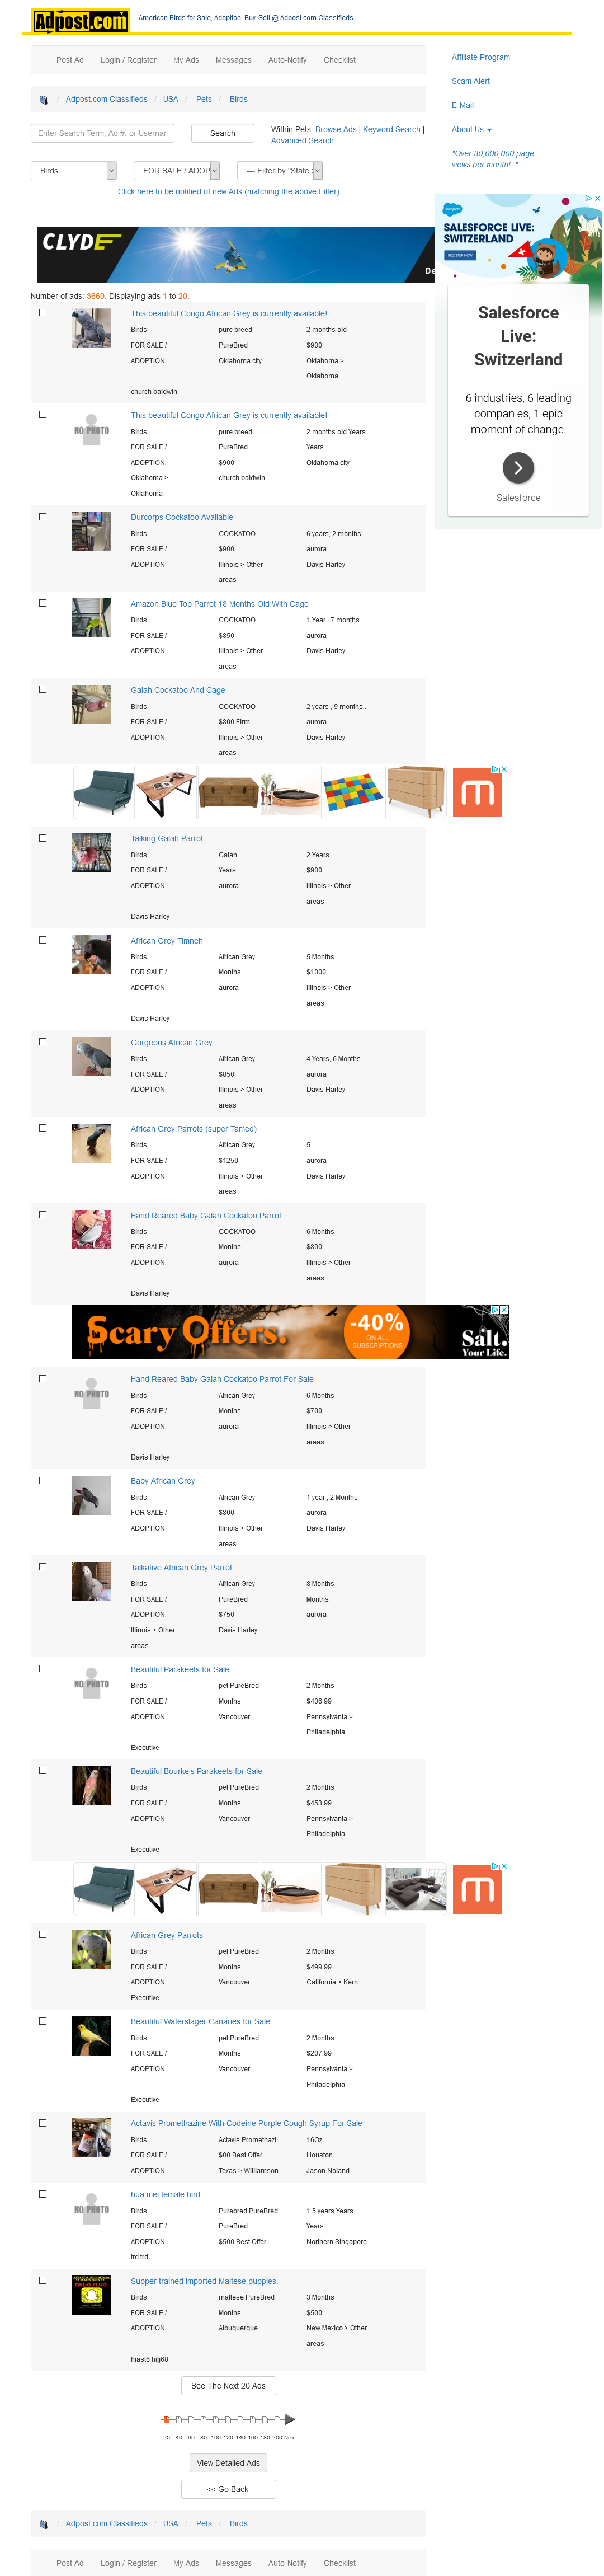 Adpost.com
American Birds for Sale, Adoption, Buy, Sell @ Adpost.com Classifieds
Post Ad Login / Register My Ads Messages Auto-Notify Checklist
Affiliate Program
Scam Alert
E-Mail
About Us
"Over 30,000,000 page
views per month!.."
/ Adpost.com Classifieds / USA / Pets / Birds
Enter Search Term, Ad #, or Usernan
Search
Within Pets: Browse Ads | Keyword Search |
Advanced Search
Birds
FOR SALE / ADOP
--- Filter by "State >
Click here to be notified of new Ads (matching the above Filter)
CLYDE
De
SALESFORCE LIVE:
SWITZERLAND
REGISTER NOW
Salesforce
Live:
Switzerland
6 industries, 6 leading
companies, 1 epic
moment of change.
Salesforce
Number of ads: 3660. Displaying ads 1 to 20.
This beautiful Congo African Grey is currently available!
Birds pure breed 2 months old
FOR SALE / PureBred $900
ADOPTION: Oklahoma city Oklahoma >
Oklahoma
church baldwin
NO PHOTO
This beautiful Congo African Grey is currently available!
Birds pure breed 2 months old Years
FOR SALE / PureBred Years
ADOPTION: $900 Oklahoma city
Oklahoma > church baldwin
Oklahoma
Durcorps Cockatoo Available
Birds COCKATOO 6 years, 2 months
FOR SALE / $900 aurora
ADOPTION: Illinois > Other Davis Harley
areas
Amazon Blue Top Parrot 18 Months Old With Cage
Birds COCKATOO 1 Year , 7 months
FOR SALE / $850 aurora
ADOPTION: Illinois > Other Davis Harley
areas
Galah Cockatoo And Cage
Birds COCKATOO 2 years , 9 months..
FOR SALE / $800 Firm aurora
ADOPTION: Illinois > Other Davis Harley
areas
Talking Galah Parrot
Birds Galah 2 Years
FOR SALE / Years $900
ADOPTION: aurora Illinois > Other
areas
Davis Harley
African Grey Timneh
Birds African Grey 5 Months
FOR SALE / Months $1000
ADOPTION: aurora Illinois > Other
areas
Davis Harley
Gorgeous African Grey
Birds African Grey 4 Years, 6 Months
FOR SALE / $850 aurora
ADOPTION: Illinois > Other Davis Harley
areas
African Grey Parrots (super Tamed)
Birds African Grey 5
FOR SALE / $1250 aurora
ADOPTION: Illinois > Other Davis Harley
areas
Hand Reared Baby Galah Cockatoo Parrot
Birds COCKATOO 6 Months
FOR SALE / Months $800
ADOPTION: aurora Illinois > Other
areas
Davis Harley
Scary Offers.
-40%
ON ALL
SUBSCRIPTIONS
Salt.
Your Life.
NO PHOTO
Hand Reared Baby Galah Cockatoo Parrot For Sale
Birds African Grey 6 Months
FOR SALE / Months $700
ADOPTION: aurora Illinois > Other
areas
Davis Harley
Baby African Grey
Birds African Grey 1 year , 2 Months
FOR SALE / $800 aurora
ADOPTION: Illinois > Other Davis Harley
areas
Talkative African Grey Parrot
Birds African Grey 8 Months
FOR SALE / PureBred Months
ADOPTION: $750 aurora
Illinois > Other Davis Harley
areas
NO PHOTO
Beautiful Parakeets for Sale
Birds pet PureBred 2 Months
FOR SALE / Months $406.99
ADOPTION: Vancouver Pennsylvania >
Philadelphia
Executive
Beautiful Bourke's Parakeets for Sale
Birds pet PureBred 2 Months
FOR SALE / Months $453.99
ADOPTION: Vancouver Pennsylvania >
Philadelphia
Executive
African Grey Parrots
Birds pet PureBred 2 Months
FOR SALE / Months $499.99
ADOPTION: Vancouver California > Kern
Executive
Beautiful Waterslager Canaries for Sale
Birds pet PureBred 2 Months
FOR SALE / Months $207.99
ADOPTION: Vancouver Pennsylvania >
Philadelphia
Executive
Actavis Promethazine With Codeine Purple Cough Syrup For Sale
Birds Actavis Promethazi.. 16Oz
FOR SALE / $00 Best Offer Houston
ADOPTION: Texas > Williamson Jason Noland
NO PHOTO
hua mei female bird
Birds Purebred PureBred 1.5 years Years
FOR SALE / PureBred Years
ADOPTION: $500 Best Offer Northern Singapore
trd trd
Supper trained imported Maltese puppies.
Birds maltese PureBred 3 Months
FOR SALE / Months $500
ADOPTION: Albuquerque New Mexico > Other
areas
hiast6 hilj68
See The Next 20 Ads
20 40 60 80 100 120 140 160 180 200 Next
View Detailed Ads
<< Go Back
/ Adpost.com Classifieds / USA / Pets / Birds
Post Ad Login / Register My Ads Messages Auto-Notify Checklist